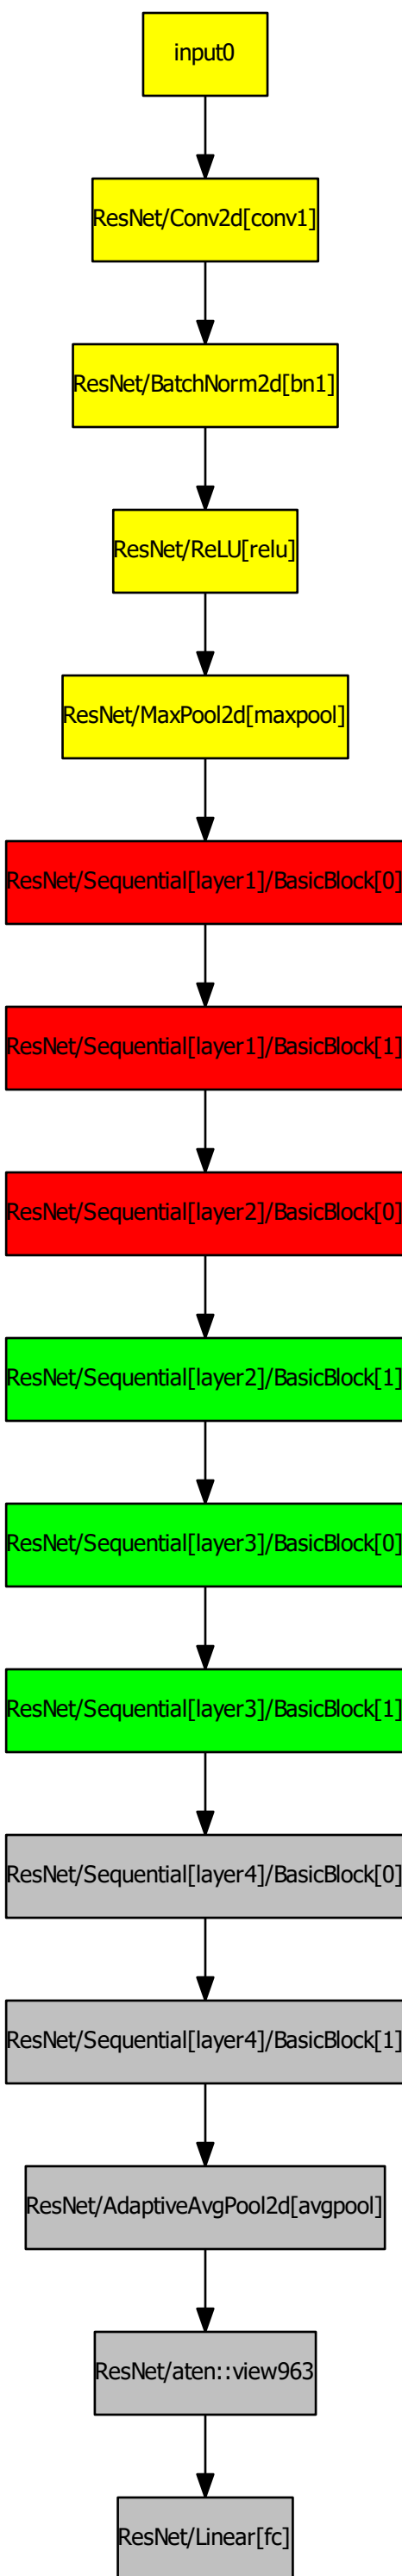 input0
ResNet/Conv2d[conv1]
ResNet/BatchNorm2d[bn1]
ResNet/ReLU[relu]
ResNet/MaxPool2d[maxpool]
ResNet/Sequential[layer1]/BasicBlock[0]
ResNet/Sequential[layer1]/BasicBlock[1]
ResNet/Sequential[layer2]/BasicBlock[0]
ResNet/Sequential[layer2]/BasicBlock[1]
ResNet/Sequential[layer3]/BasicBlock[0]
ResNet/Sequential[layer3]/BasicBlock[1]
ResNet/Sequential[layer4]/BasicBlock[0]
ResNet/Sequential[layer4]/BasicBlock[1]
ResNet/AdaptiveAvgPool2d[avgpool]
ResNet/aten::view963
ResNet/Linear[fc]